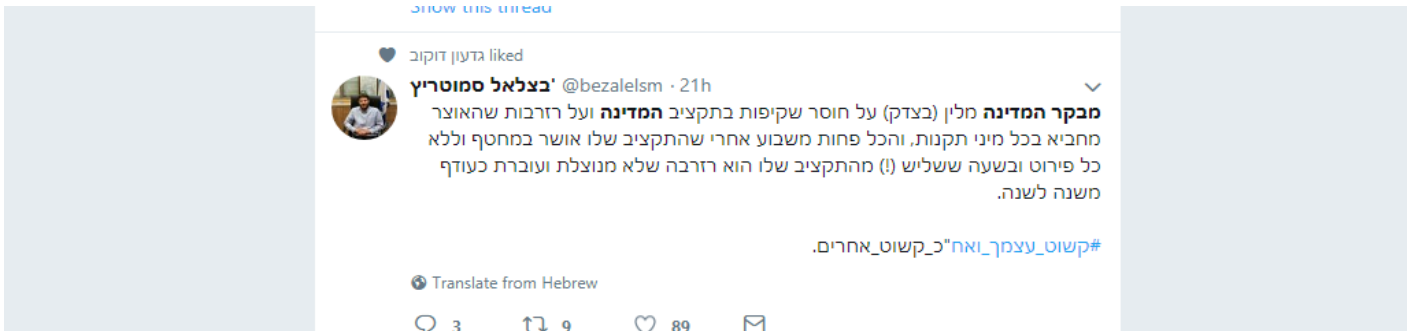 Show this thread
גדעון דוקוב liked
בצלאל סמוטריץ' @bezalelsm · 21h
מבקר המדינה מלין (בצדק) על חוסר שקיפות בתקציב המדינה ועל רזרבות שהאוצר
מחביא בכל מיני תקנות, והכל פחות משבוע אחרי שהתקציב שלו אושר במחטף וללא
כל פירוט ובשעה ששליש (!) מהתקציב שלו הוא רזרבה שלא מנוצלת ועוברת כעודף
משנה לשנה.
#קשוט_עצמך_ואח"כ_קשוט_אחרים.
Translate from Hebrew
3 9 89